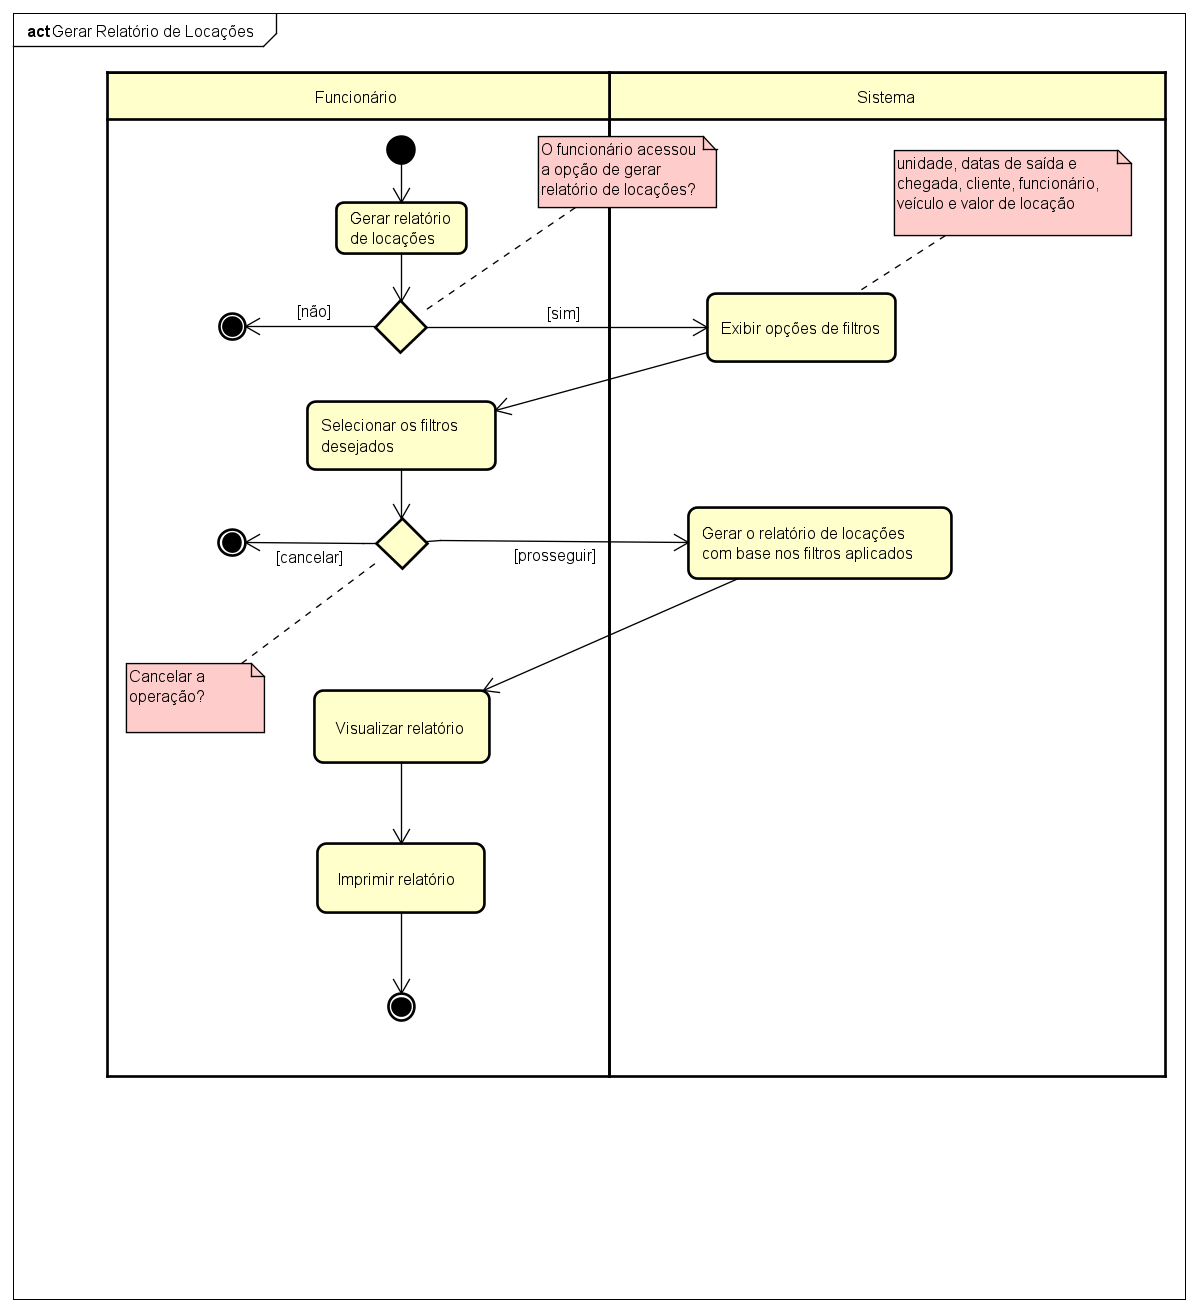 act Gerar Relatório de Locações
Funcionário
Sistema
O funcionário acessou
a opção de gerar
relatório de locações?
unidade, datas de saída e
chegada, cliente, funcionário,
veículo e valor de locação
Gerar relatório
de locações
[não]
[sim]
Exibir opções de filtros
Selecionar os filtros
desejados
[cancelar]
[prosseguir]
Gerar o relatório de locações
com base nos filtros aplicados
Cancelar a
operação?
Visualizar relatório
Imprimir relatório